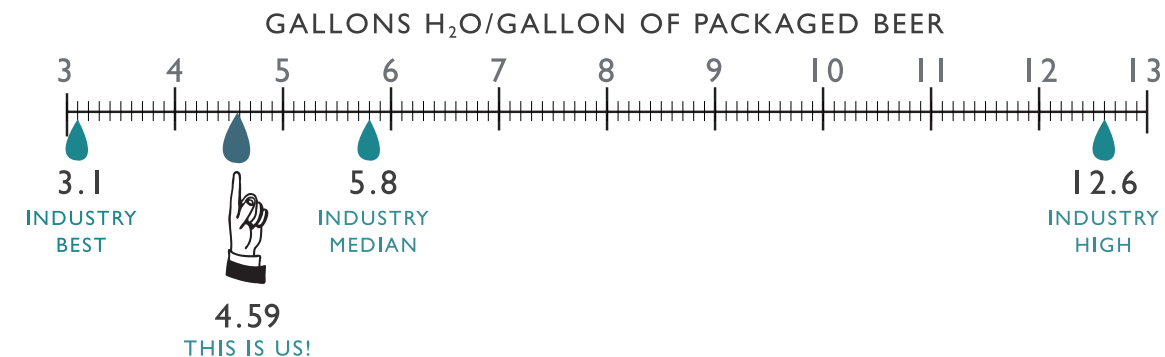 GALLONS H₂O/GALLON OF PACKAGED BEER
3 4 5 6 7 8 9 10 11 12 13
3.1 5.8 12.6
INDUSTRY INDUSTRY INDUSTRY
BEST MEDIAN HIGH
4.59
THIS IS US!